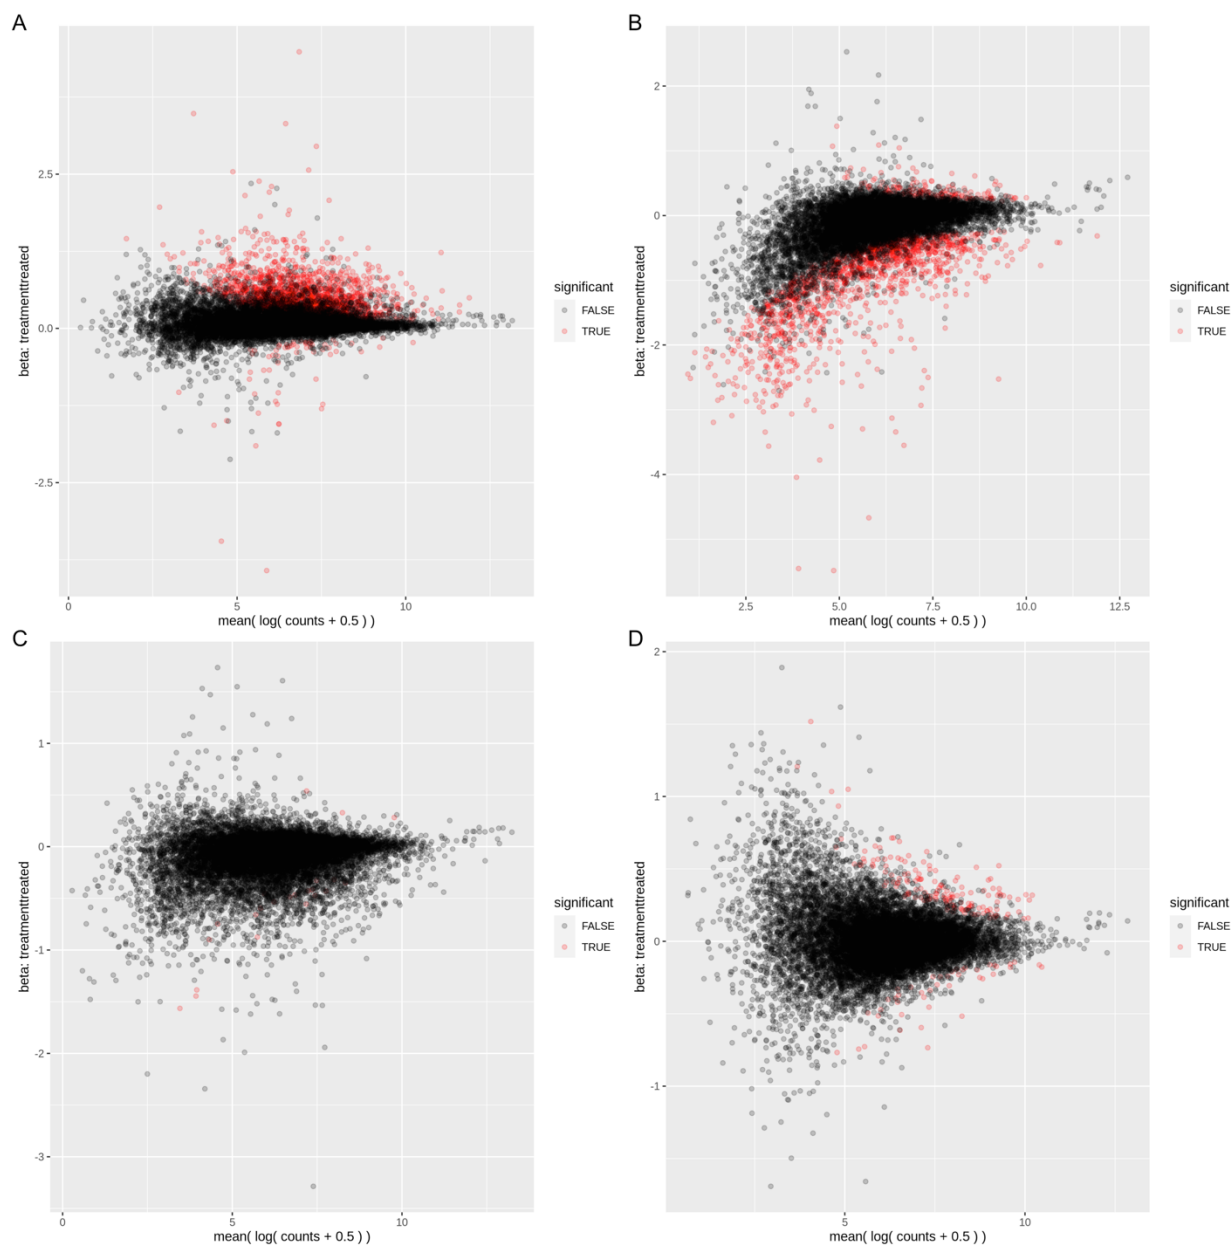 A
2.5
0.0
-2.5
0
5
10
beta: treatmenttreated
mean( log( counts + 0.5 ) )
significant
FALSE
TRUE
B
2
0
-2
-4
2.5
5.0
7.5
10.0
12.5
beta: treatmenttreated
mean( log( counts + 0.5 ) )
significant
FALSE
TRUE
C
1
0
-1
-2
-3
0
5
10
beta: treatmenttreated
mean( log( counts + 0.5 ) )
significant
FALSE
TRUE
D
2
1
0
-1
5
10
beta: treatmenttreated
mean( log( counts + 0.5 ) )
significant
FALSE
TRUE